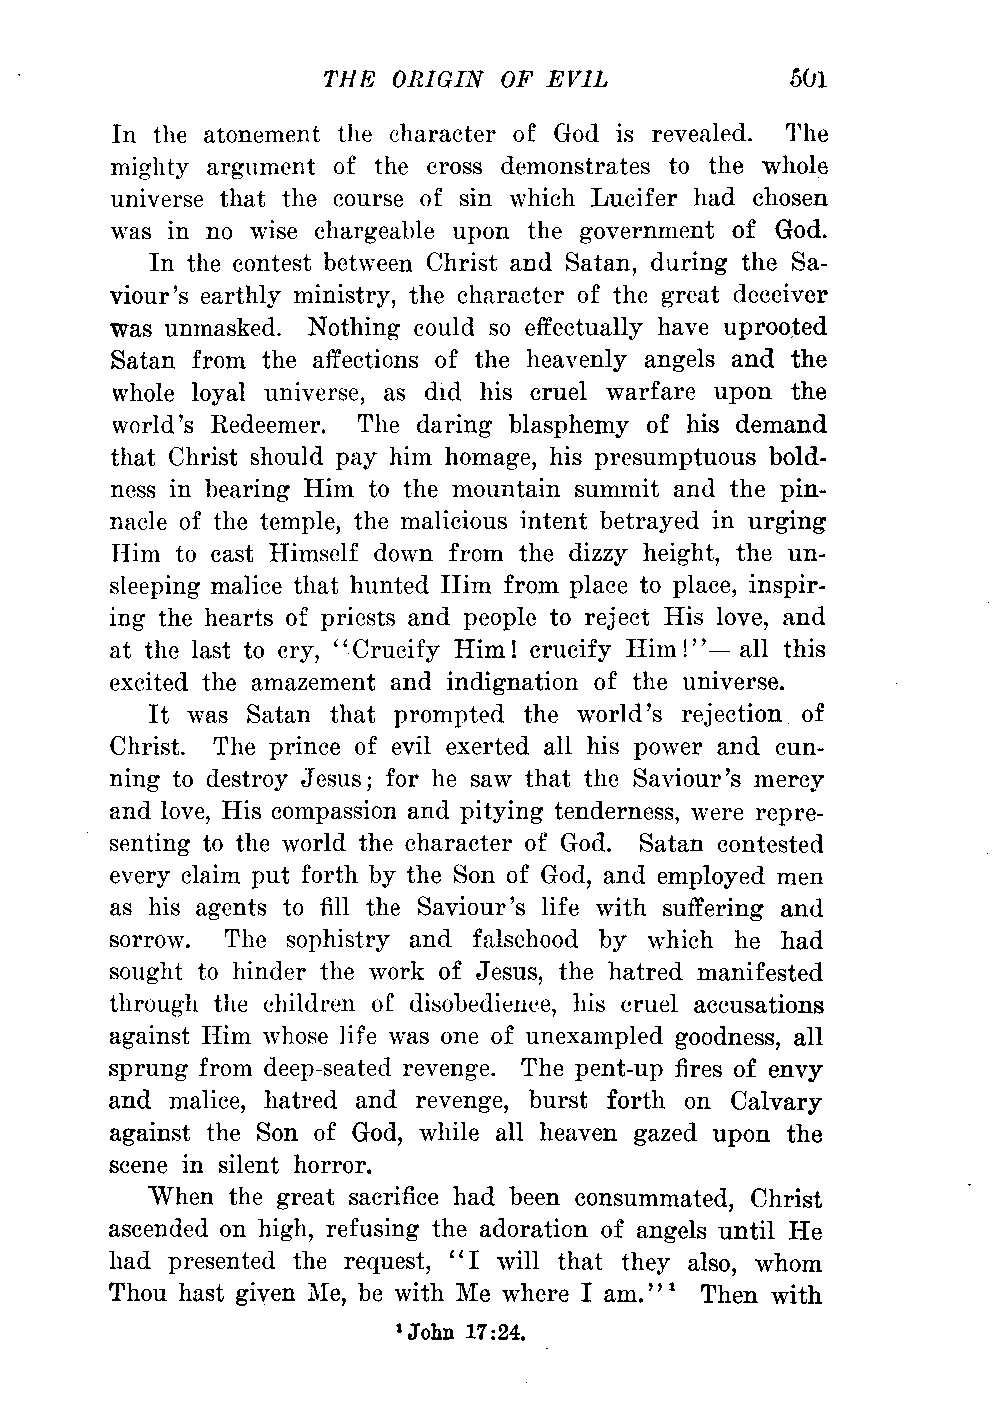 THE ORIGIN OF EVIL 501
In the atonement the character of God is revealed. The
mighty argument of the cross demonstrates to the whole
universe that the course of sin which Lucifer had chosen
was in no wise chargeable upon the government of God.
In the contest between Christ and Satan, during the Sa-
viour's earthly ministry, the character of the great deceiver
was unmasked. Nothing could so effectually have uprooted
Satan from the affections of the heavenly angels and the
whole loyal universe, as did his cruel warfare upon the
world's Redeemer. The daring blasphemy of his demand
that Christ should pay him homage, his presumptuous bold-
ness in bearing Him to the mountain summit and the pin-
nacle of the temple, the malicious intent betrayed in urging
Him to cast Himself down from the dizzy height, the un-
sleeping malice that hunted Him from place to place, inspir-
ing the hearts of priests and people to reject His love, and
at the last to cry, "Crucify Him! crucify Him!"— all this
excited the amazement and indignation of the universe.
It was Satan that prompted the world's rejection of
Christ. The prince of evil exerted all his power and cun-
ning to destroy Jesus; for he saw that the Saviour's mercy
and love, His compassion and pitying tenderness, were repre-
senting to the world the character of God. Satan contested
every claim put forth by the Son of God, and employed men
as his agents to fill the Saviour's life with suffering and
sorrow. The sophistry and falsehood by which he had
sought to hinder the work of Jesus, the hatred manifested
through the children of disobedience, his cruel accusations
against Him whose life was one of unexampled goodness, all
sprung from deep-seated revenge. The pent-up fires of envy
and malice, hatred and revenge, burst forth on Calvary
against the Son of God, while all heaven gazed upon the
scene in silent horror.
When the great sacrifice had been consummated, Christ
ascended on high, refusing the adoration of angels until He
had presented the request, "I will that they also, whom
Thou hast given Me, be with Me where I am."¹ Then with
¹ John 17:24.